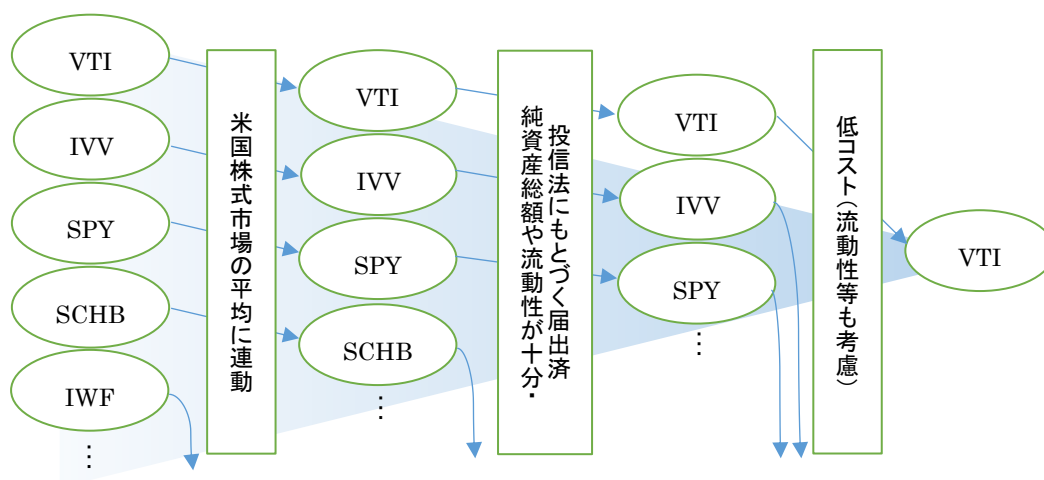 VTI
IVV
SPY
SCHB
IWF
…
米国株式市場の平均に連動
VTI
IVV
SPY
SCHB
…
純資産総額や流動性が十分・
投信法にもとづく届出済
VTI
IVV
SPY
…
低コスト(流動性等も考慮)
VTI